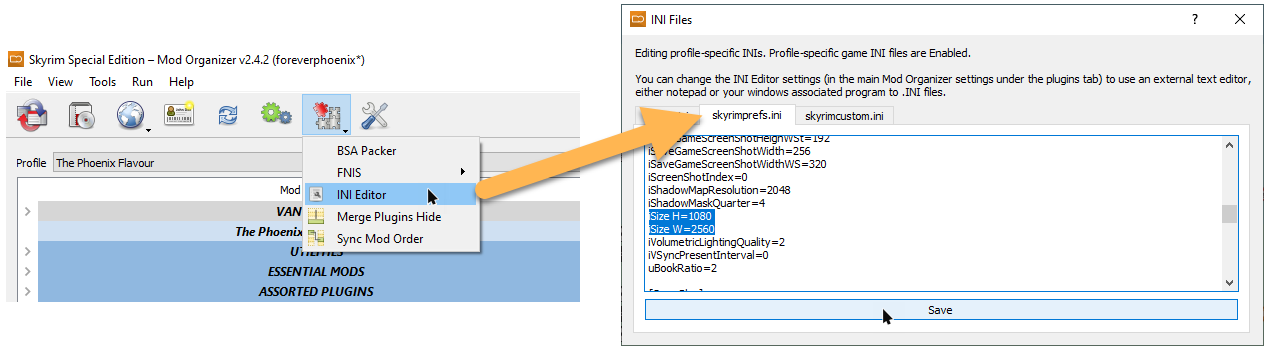 Skyrim Special Edition – Mod Organizer v2.4.2 (foreverphoenix*)
File View Tools Run Help
Profile The Phoenix Flavour
Mod
VAN
The Phoenix
UTILITIES
ESSENTIAL MODS
ASSORTED PLUGINS
BSA Packer
FNIS
INI Editor
Merge Plugins Hide
Sync Mod Order
INI Files
?
Editing profile-specific INIs. Profile-specific game INI files are Enabled.
You can change the INI Editor settings (in the main Mod Organizer settings under the plugins tab) to use an external text editor,
either notepad or your windows associated program to .INI files.
skyrimprefs.ini skyrimcustom.ini
iSaveGameScreenShotWidth=256
iSaveGameScreenShotWidthWS=320
iScreenShotIndex=0
iShadowMapResolution=2048
iShadowMaskQuarter=4
iSize H=1080
iSize W=2560
iVolumetricLightingQuality=2
iVSyncPresentInterval=0
uBookRatio=2
Save